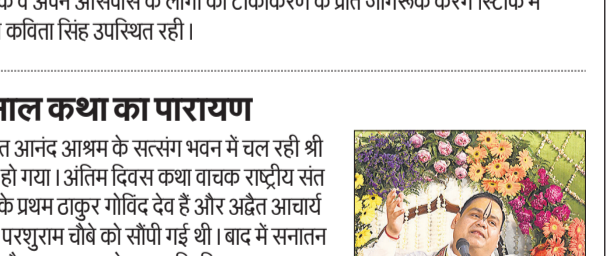 व अपने आसपास के लोगों को टीकाकरण के प्रति जागरूक करेंगे
कविता सिंह उपस्थित रही।
माल कथा का पारायण
त आनंद आश्रम के सत्संग भवन में चल रही श्री
हो गया। अंतिम दिवस कथा वाचक राष्ट्रीय संत
के प्रथम ठाकुर गोविंद देव हैं और अद्वैत आचार्य
परशुराम चौबे को सौंपी गई थी। बाद में सनातन